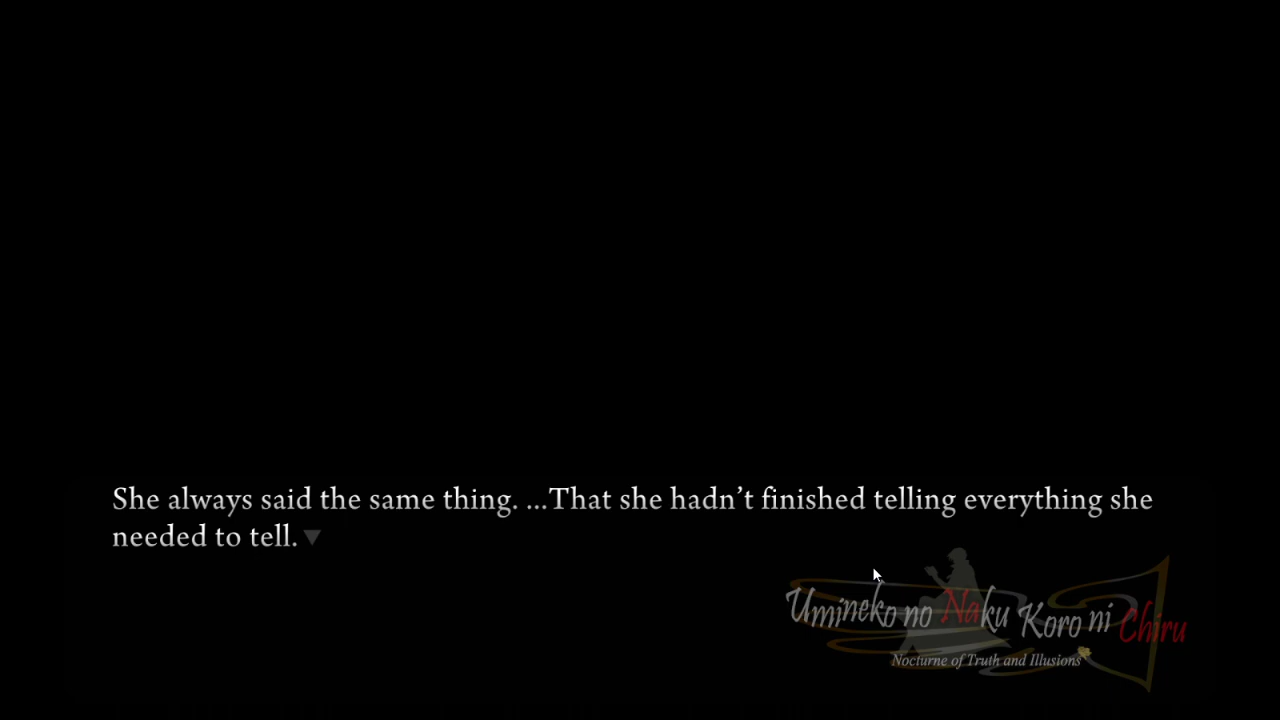 She always said the same thing. ...That she hadn't finished telling everything she
needed to tell.
Umineko no Naku Koro ni Chiru
Nocturne of Truth and Illusions